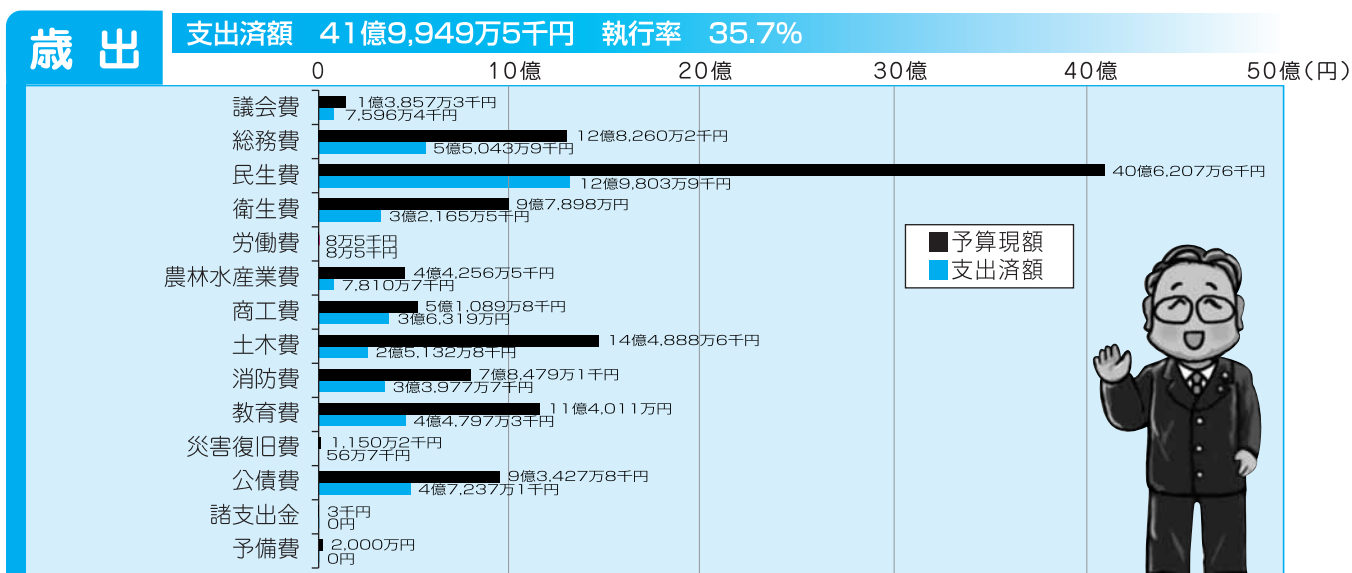 歳出
支出済額 41億9,949万5千円 執行率 35.7%
0 10億 20億 30億 40億 50億(円)
議会費 1億3,857万3千円
7,596万4千円
総務費 12億8,260万2千円
5億5,043万9千円
民生費 40億6,207万6千円
12億9,803万9千円
衛生費 9億7,898万円
3億2,165万5千円
労働費 8万5千円
8万5千円
農林水産業費 4億4,256万5千円
7,810万7千円
商工費 5億1,089万8千円
3億6,319万円
土木費 14億4,888万6千円
2億5,132万8千円
消防費 7億8,479万1千円
3億3,977万7千円
教育費 11億4,011万円
4億4,797万3千円
災害復旧費 1,150万2千円
56万7千円
公債費 9億3,427万8千円
4億7,237万1千円
諸支出金 3千円
0円
予備費 2,000万円
0円
予算現額
支出済額